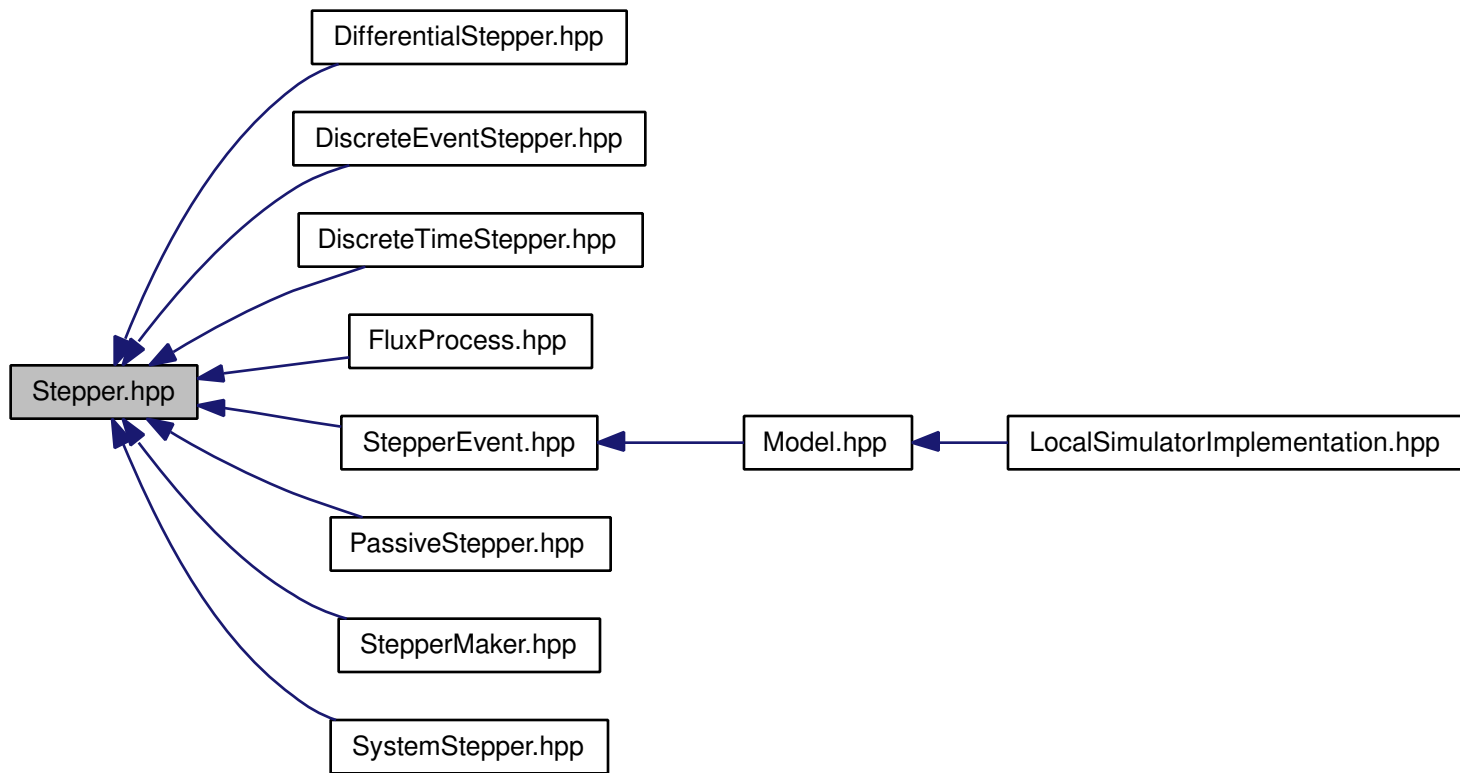 DifferentialStepper.hpp
DiscreteEventStepper.hpp
DiscreteTimeStepper.hpp
FluxProcess.hpp
Stepper.hpp
StepperEvent.hpp
Model.hpp
LocalSimulatorImplementation.hpp
PassiveStepper.hpp
StepperMaker.hpp
SystemStepper.hpp